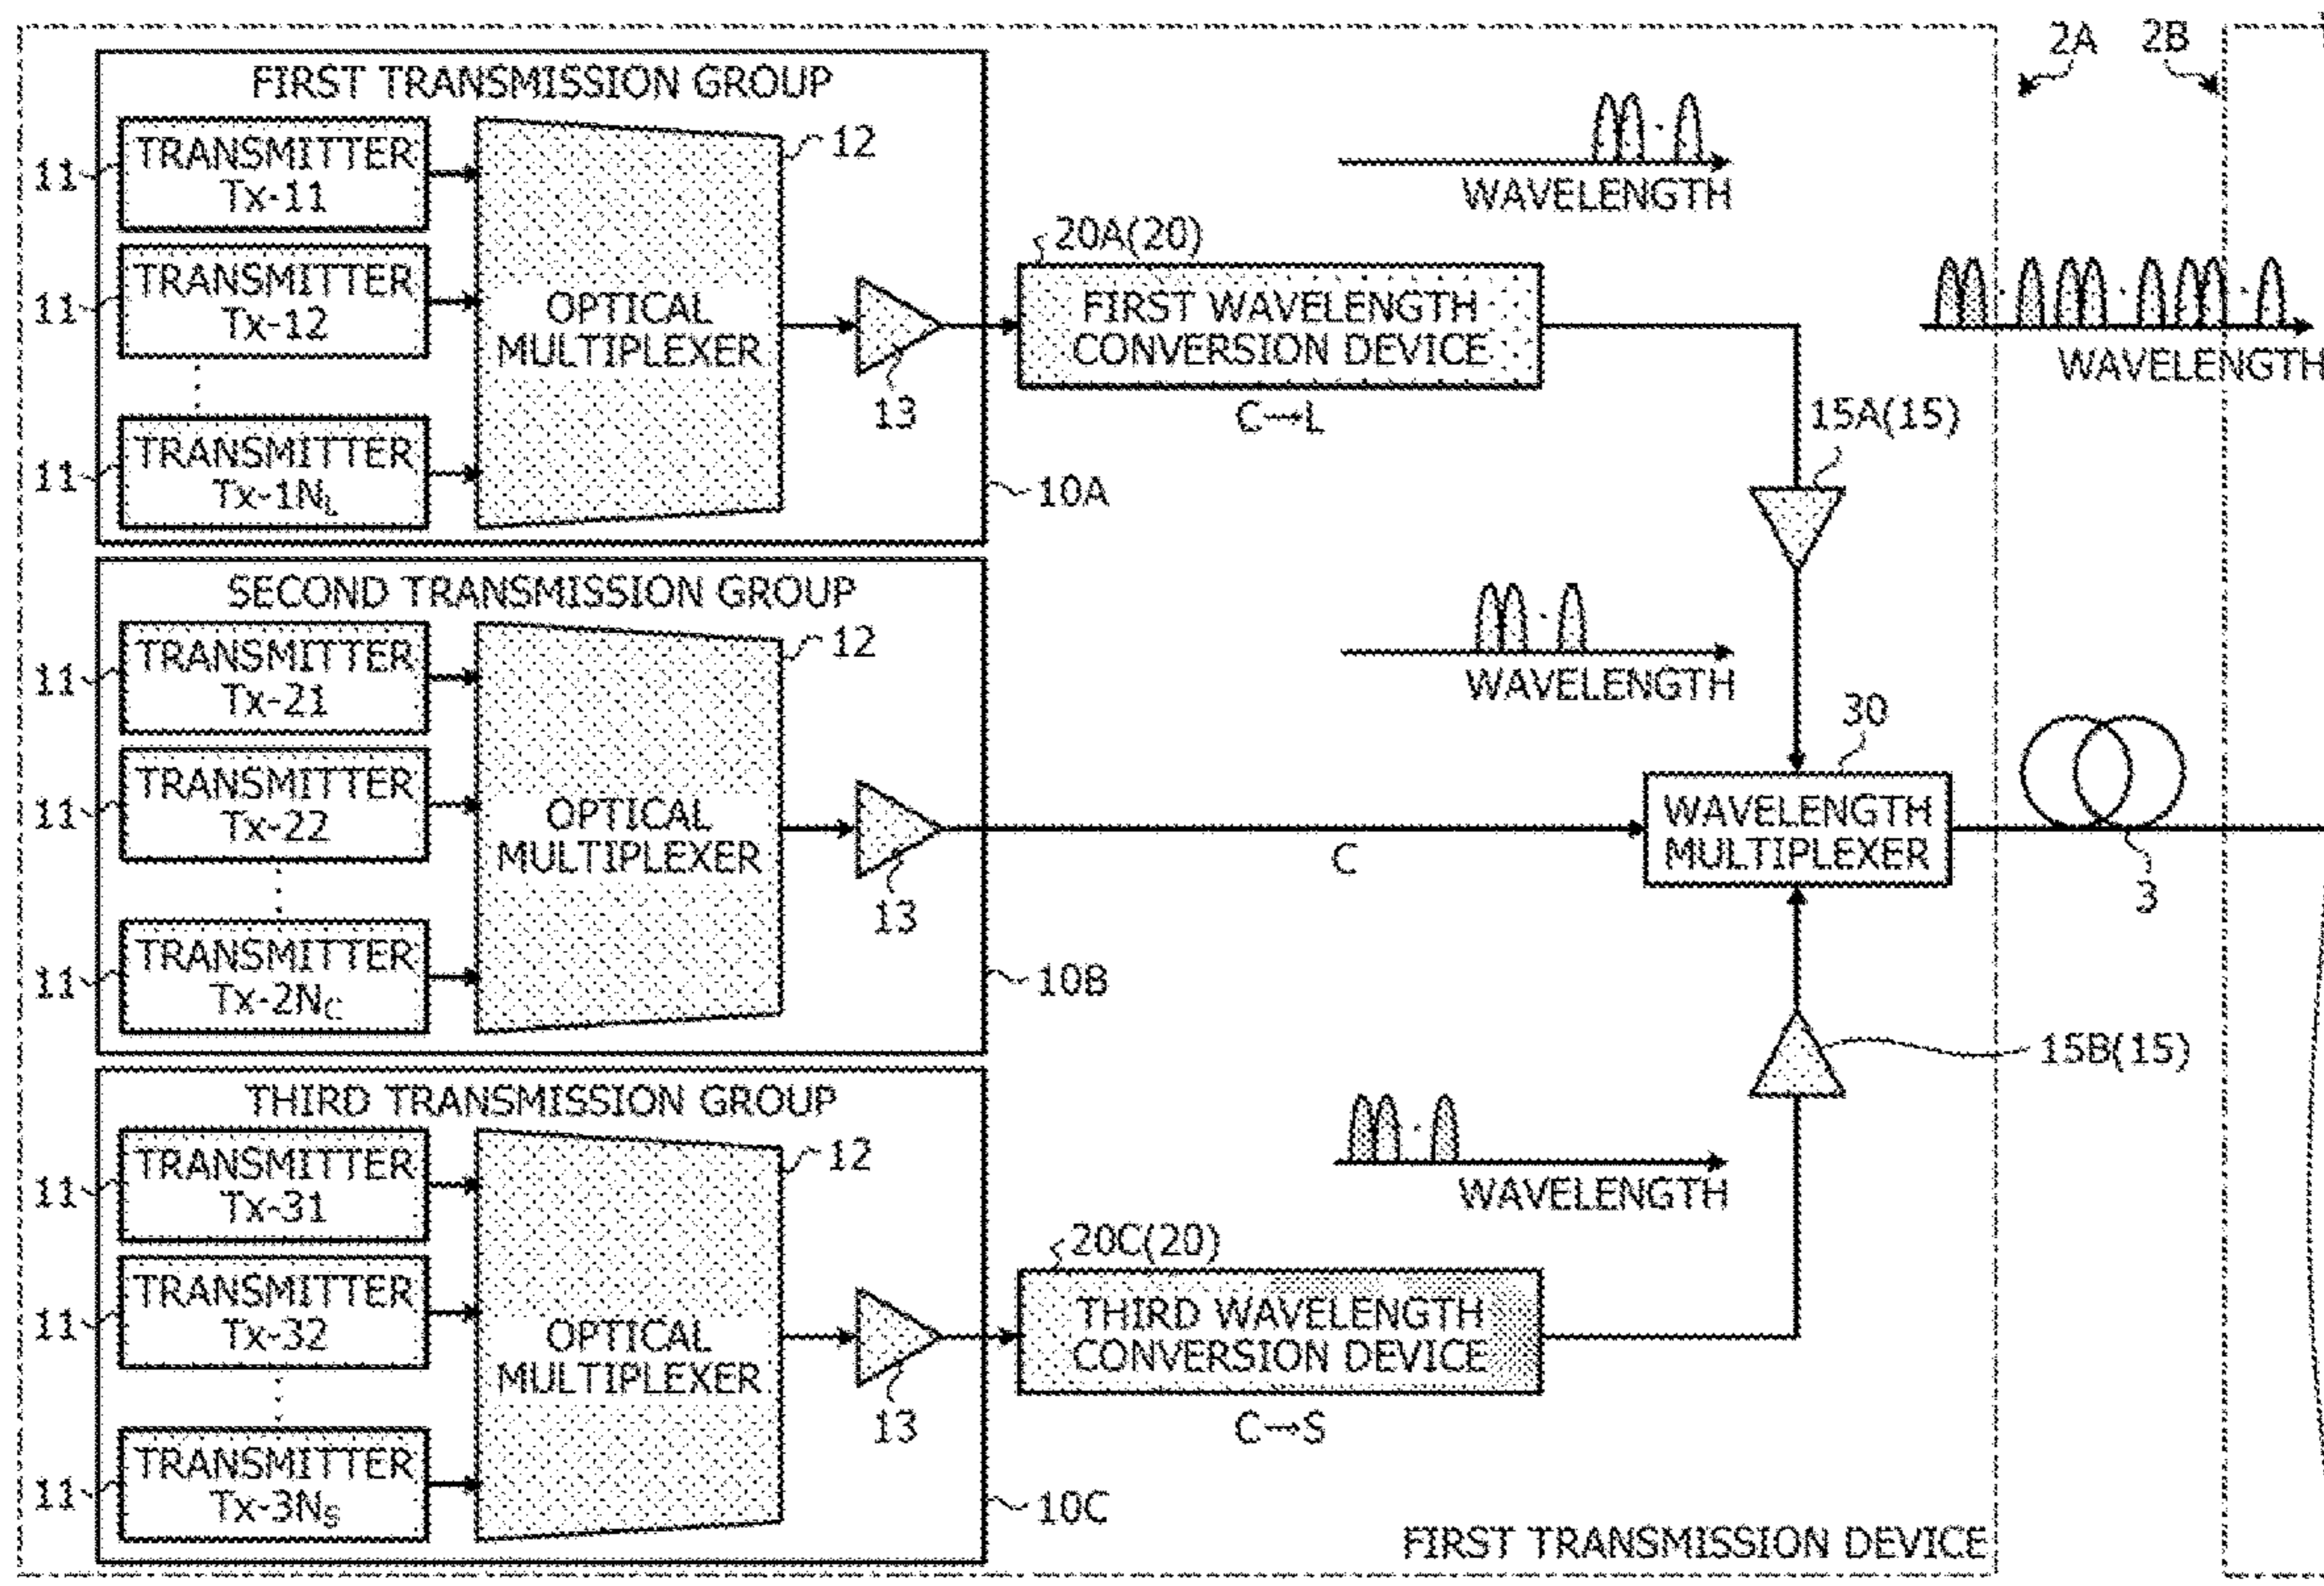 2A
2B
FIRST TRANSMISSION GROUP
11
TRANSMITTER
Tx-11
11
TRANSMITTER
Tx-12
11
TRANSMITTER
Tx-1NL
OPTICAL
MULTIPLEXER
12
13
10A
20A(20)
FIRST WAVELENGTH
CONVERSION DEVICE
C→L
WAVELENGTH
WAVELENGTH
15A(15)
SECOND TRANSMISSION GROUP
11
TRANSMITTER
Tx-21
11
TRANSMITTER
Tx-22
11
TRANSMITTER
Tx-2NC
OPTICAL
MULTIPLEXER
12
13
10B
WAVELENGTH
C
30
WAVELENGTH
MULTIPLEXER
3
15B(15)
THIRD TRANSMISSION GROUP
11
TRANSMITTER
Tx-31
11
TRANSMITTER
Tx-32
11
TRANSMITTER
Tx-3NS
OPTICAL
MULTIPLEXER
12
13
10C
WAVELENGTH
20C(20)
THIRD WAVELENGTH
CONVERSION DEVICE
C→S
FIRST TRANSMISSION DEVICE